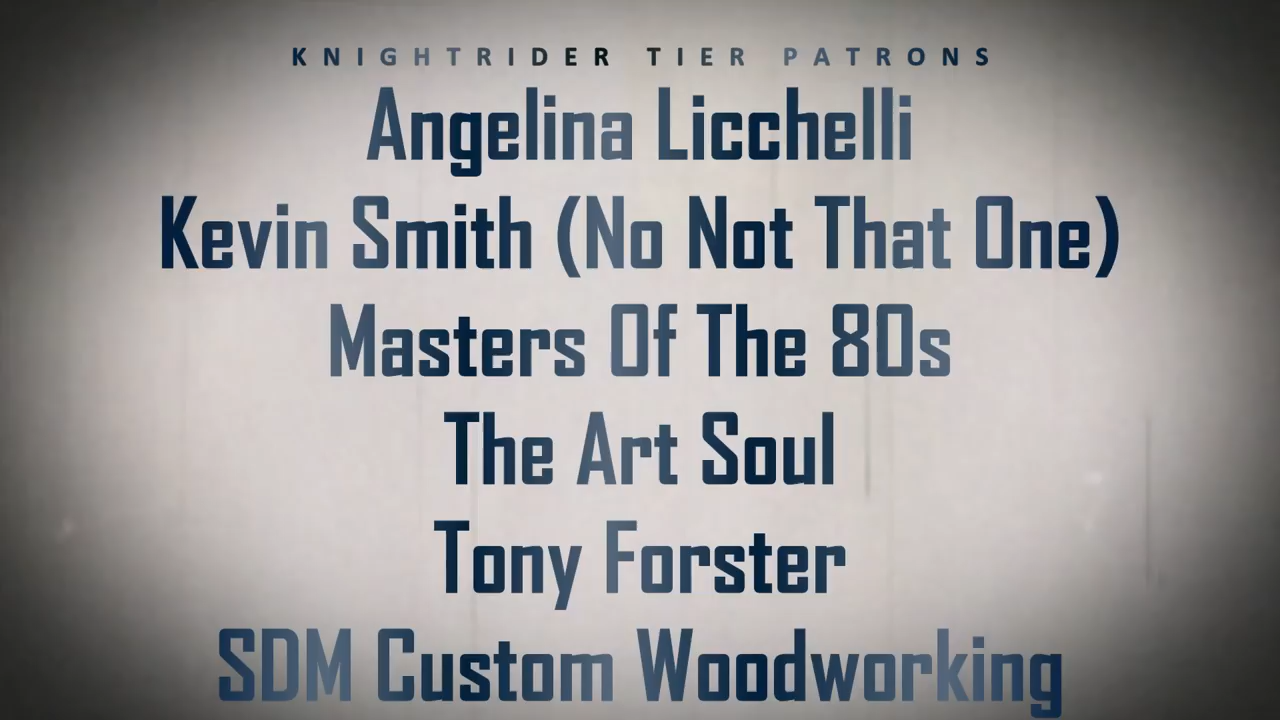 KNIGHTRIDER TIER PATRONS
Angelina Licchelli
Kevin Smith (No Not That One)
Masters Of The 80s
The Art Soul
Tony Forster
SDM Custom Woodworking